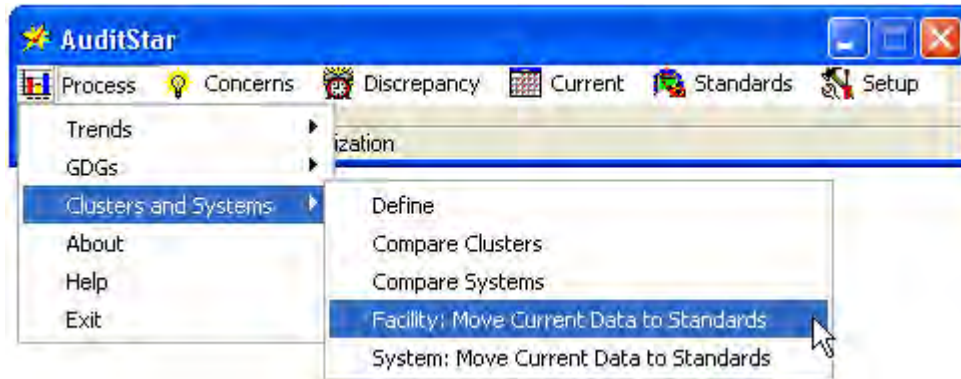 AuditStar
Process Concerns Discrepancy Current Standards Setup
Trends
ization
GDGs
Clusters and Systems
Define
About
Compare Clusters
Help
Compare Systems
Exit
Facility: Move Current Data to Standards
System: Move Current Data to Standards